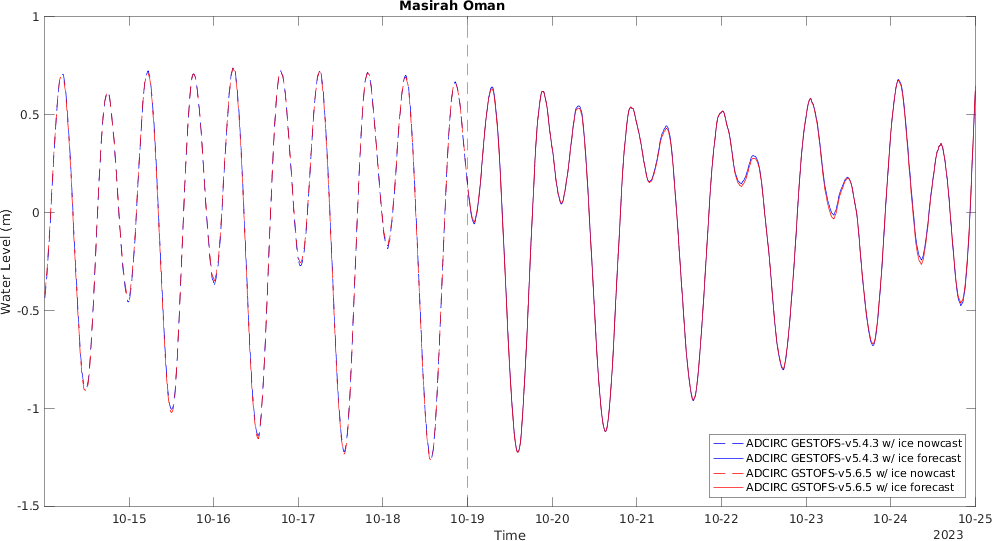 Masirah Oman
1
0.5
0
-0.5
-1
-1.5
Water Level (m)
10-15
10-16
10-17
10-18
10-19
10-20
10-21
10-22
10-23
10-24
10-25
Time
2023
ADCIRC GESTOFS-v5.4.3 w/ ice nowcast
ADCIRC GESTOFS-v5.4.3 w/ ice forecast
ADCIRC GSTOFS-v5.6.5 w/ ice nowcast
ADCIRC GSTOFS-v5.6.5 w/ ice forecast